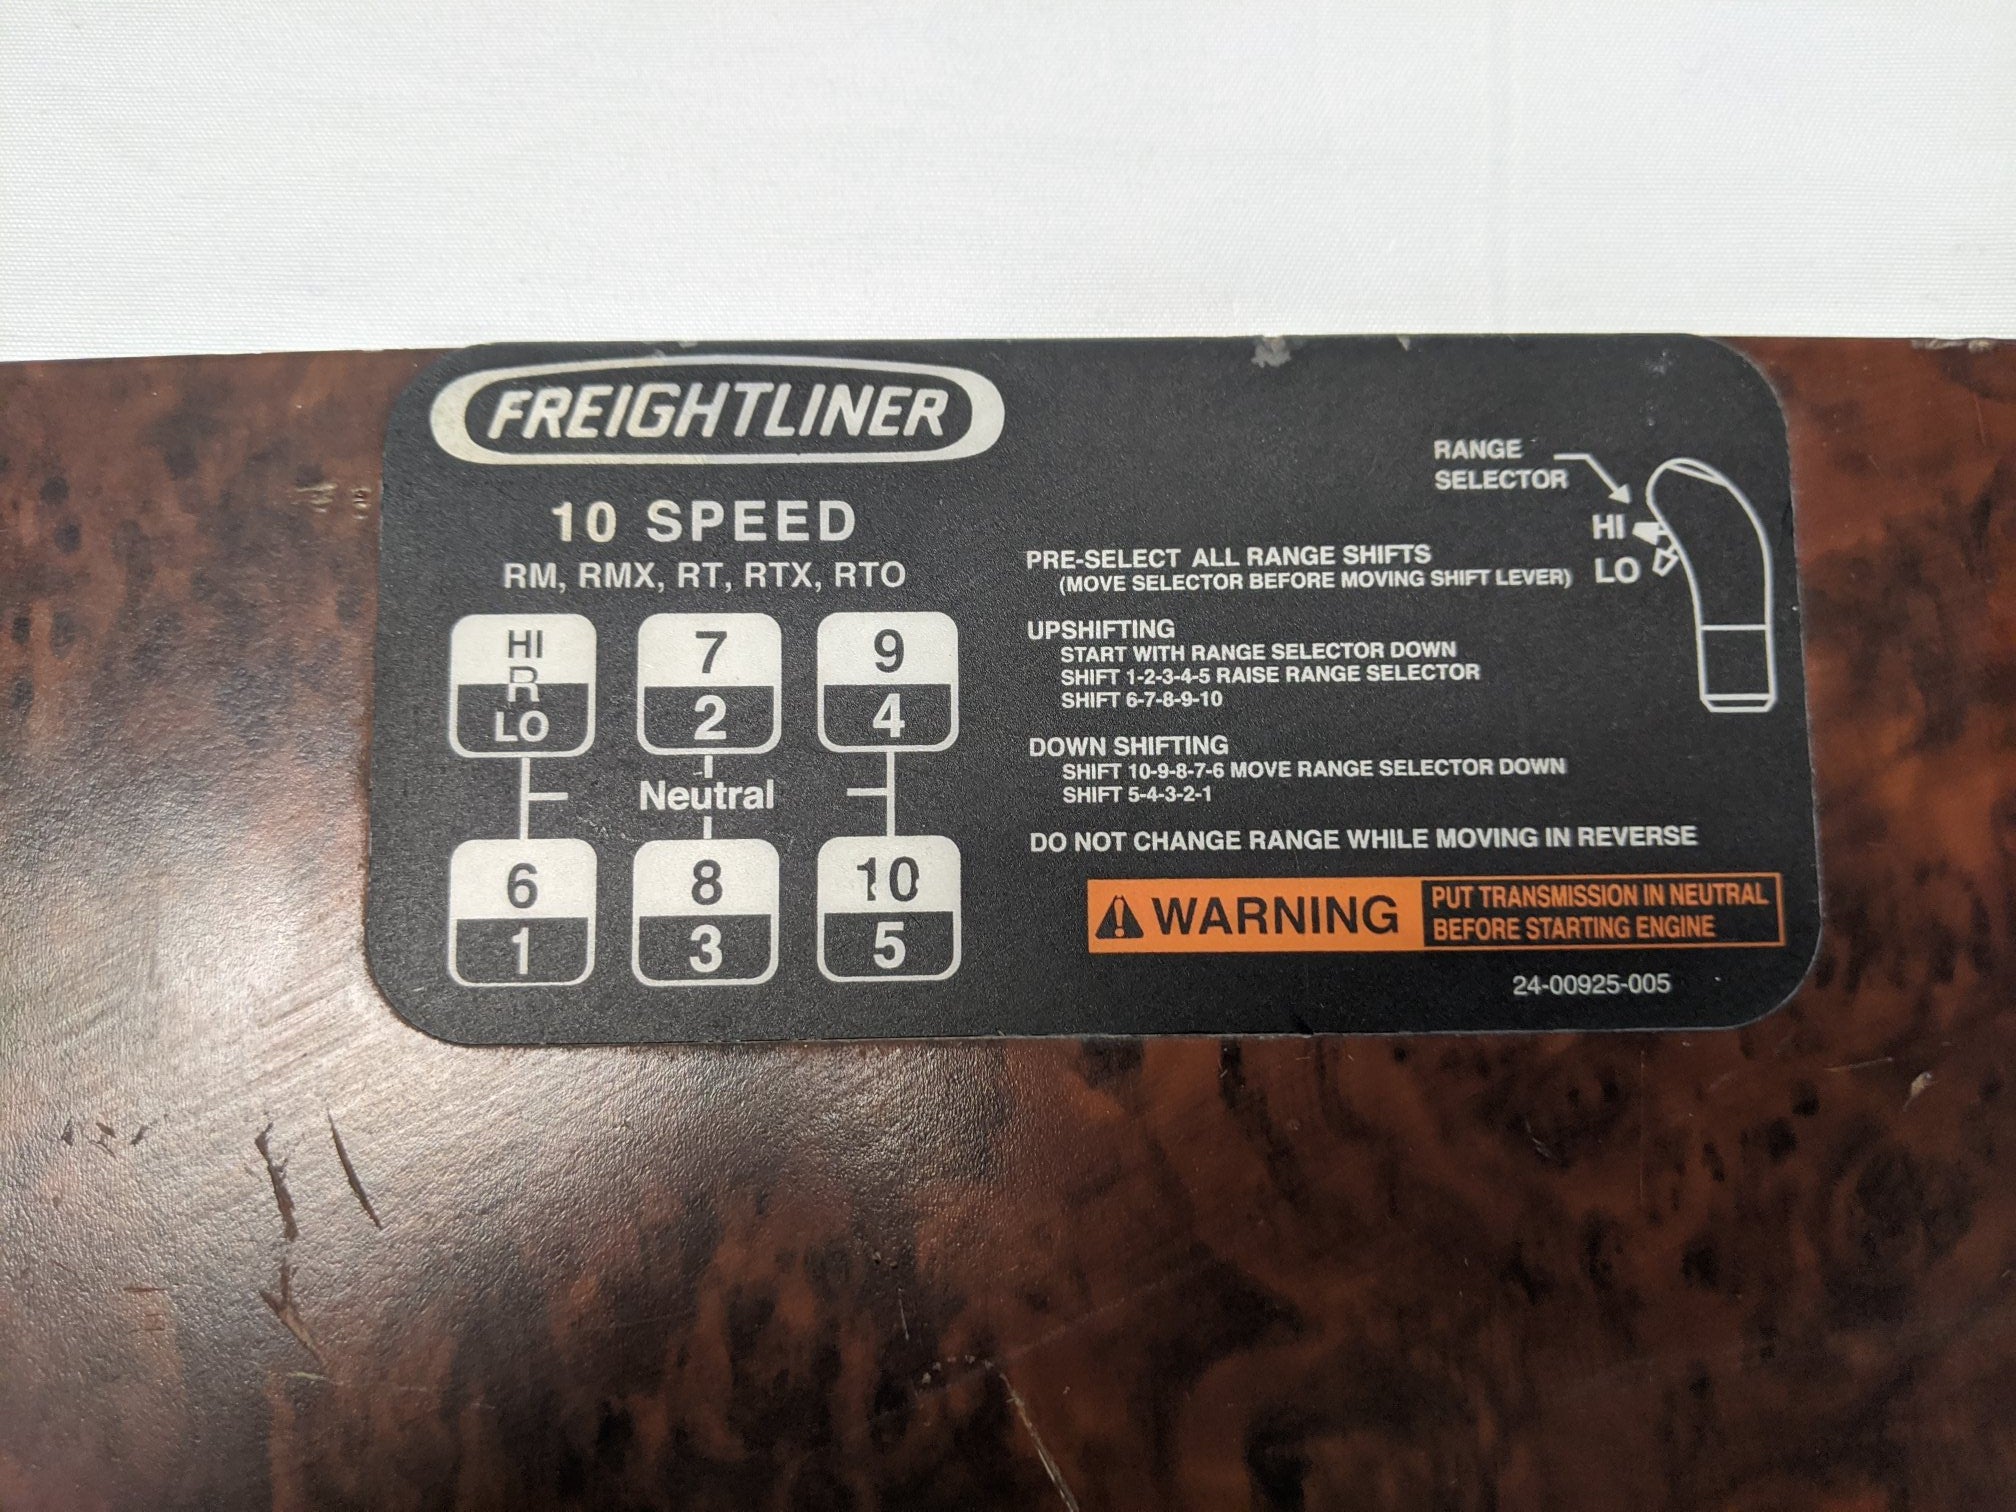 FREIGHTLINER
10 SPEED
RM, RMX, RT, RTX, RTO
HI
R
LO
7
2
9
4
Neutral
6
1
8
3
10
5
RANGE
SELECTOR
HI
LO
PRE-SELECT ALL RANGE SHIFTS
(MOVE SELECTOR BEFORE MOVING SHIFT LEVER)
UPSHIFTING
START WITH RANGE SELECTOR DOWN
SHIFT 1-2-3-4-5 RAISE RANGE SELECTOR
SHIFT 6-7-8-9-10
DOWN SHIFTING
SHIFT 10-9-8-7-6 MOVE RANGE SELECTOR DOWN
SHIFT 5-4-3-2-1
DO NOT CHANGE RANGE WHILE MOVING IN REVERSE
WARNING
PUT TRANSMISSION IN NEUTRAL
BEFORE STARTING ENGINE
24-00925-005